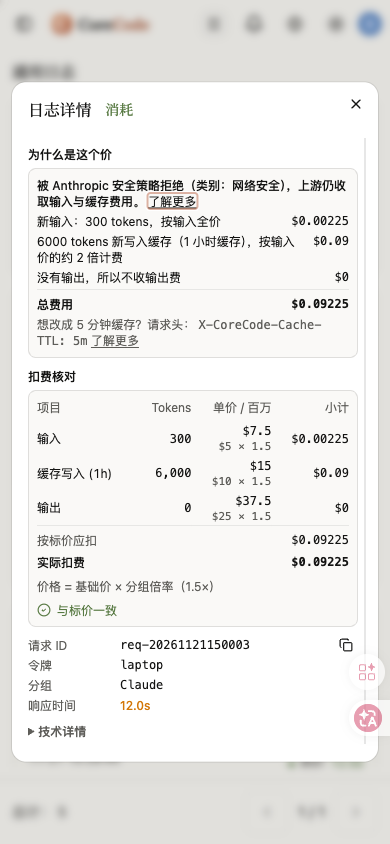 日志详情 消耗
为什么是这个价
被 Anthropic 安全策略拒绝（类别：网络安全），上游仍收
取输入与缓存费用。了解更多
新输入：300 tokens，按输入全价 $0.00225
6000 tokens 新写入缓存（1 小时缓存），按输入 $0.09
价的约 2 倍计费
没有输出，所以不收输出费 $0
总费用 $0.09225
想改成 5 分钟缓存？请求头： X-CoreCode-Cache-
TTL: 5m 了解更多
扣费核对
项目 Tokens 单价 / 百万 小计
输入 300 $7.5 $0.00225
$5 × 1.5
缓存写入 (1h) 6,000 $15 $0.09
$10 × 1.5
输出 0 $37.5 $0
$25 × 1.5
按标价应扣 $0.09225
实际扣费 $0.09225
价格 = 基础价 × 分组倍率（1.5×）
与标价一致
请求 ID req-20261121150003
令牌 laptop
分组 Claude
响应时间 12.0s
技术详情